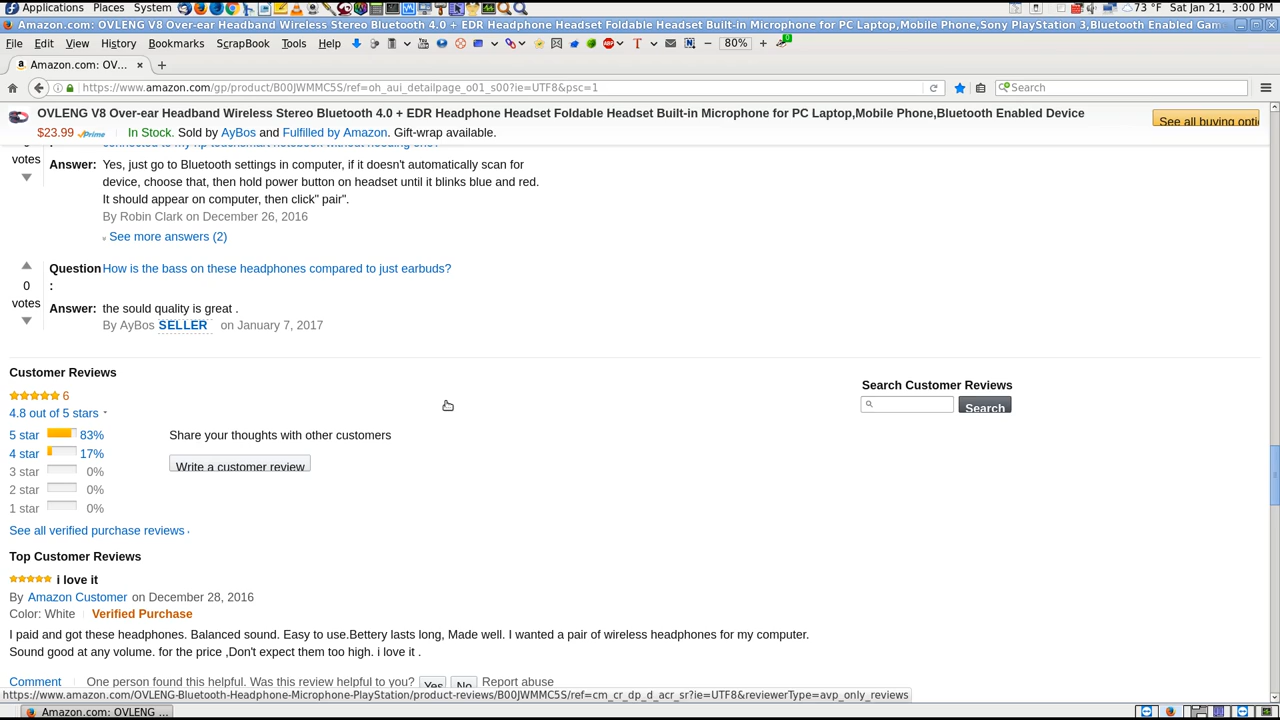 Applications Places System 73 °F Sat Jan 21, 3:00 PM
Amazon.com: OVLENG V8 Over-ear Headband Wireless Stereo Bluetooth 4.0 + EDR Headphone Headset Foldable Headset Built-in Microphone for PC Laptop,Mobile Phone,Sony PlayStation 3,Bluetooth Enabled Gam
File Edit View History Bookmarks ScrapBook Tools Help 80%
Amazon.com: OV...
https://www.amazon.com/gp/product/B00JWMMC5S/ref=oh_aui_detailpage_o01_s00?ie=UTF8&psc=1 Search
OVLENG V8 Over-ear Headband Wireless Stereo Bluetooth 4.0 + EDR Headphone Headset Foldable Headset Built-in Microphone for PC Laptop,Mobile Phone,Bluetooth Enabled Device
$23.99 Prime In Stock. Sold by AyBos and Fulfilled by Amazon. Gift-wrap available. See all buying opti
votes
Answer: Yes, just go to Bluetooth settings in computer, if it doesn't automatically scan for
device, choose that, then hold power button on headset until it blinks blue and red.
It should appear on computer, then click" pair".
By Robin Clark on December 26, 2016
See more answers (2)
Question How is the bass on these headphones compared to just earbuds?
0 :
votes
Answer: the sould quality is great .
By AyBos SELLER on January 7, 2017
Customer Reviews
6
4.8 out of 5 stars
5 star 83%
4 star 17%
3 star 0%
2 star 0%
1 star 0%
See all verified purchase reviews
Share your thoughts with other customers
Write a customer review
Search Customer Reviews
Search
Top Customer Reviews
i love it
By Amazon Customer on December 28, 2016
Color: White Verified Purchase
I paid and got these headphones. Balanced sound. Easy to use.Bettery lasts long, Made well. I wanted a pair of wireless headphones for my computer.
Sound good at any volume. for the price ,Don't expect them too high. i love it .
Comment One person found this helpful. Was this review helpful to you? Yes No Report abuse
https://www.amazon.com/OVLENG-Bluetooth-Headphone-Microphone-PlayStation/product-reviews/B00JWMMC5S/ref=cm_cr_dp_d_acr_sr?ie=UTF8&reviewerType=avp_only_reviews
Amazon.com: OVLENG ...